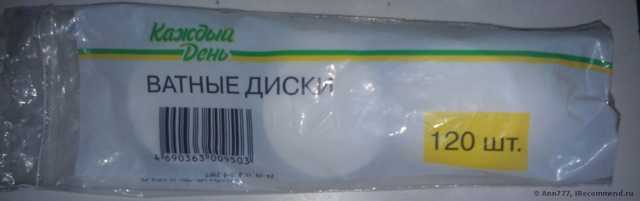 Каждый
День
ВАТНЫЕ ДИСКИ
4 690363 009503
120 шт.
© Ann777, IRecommend.ru